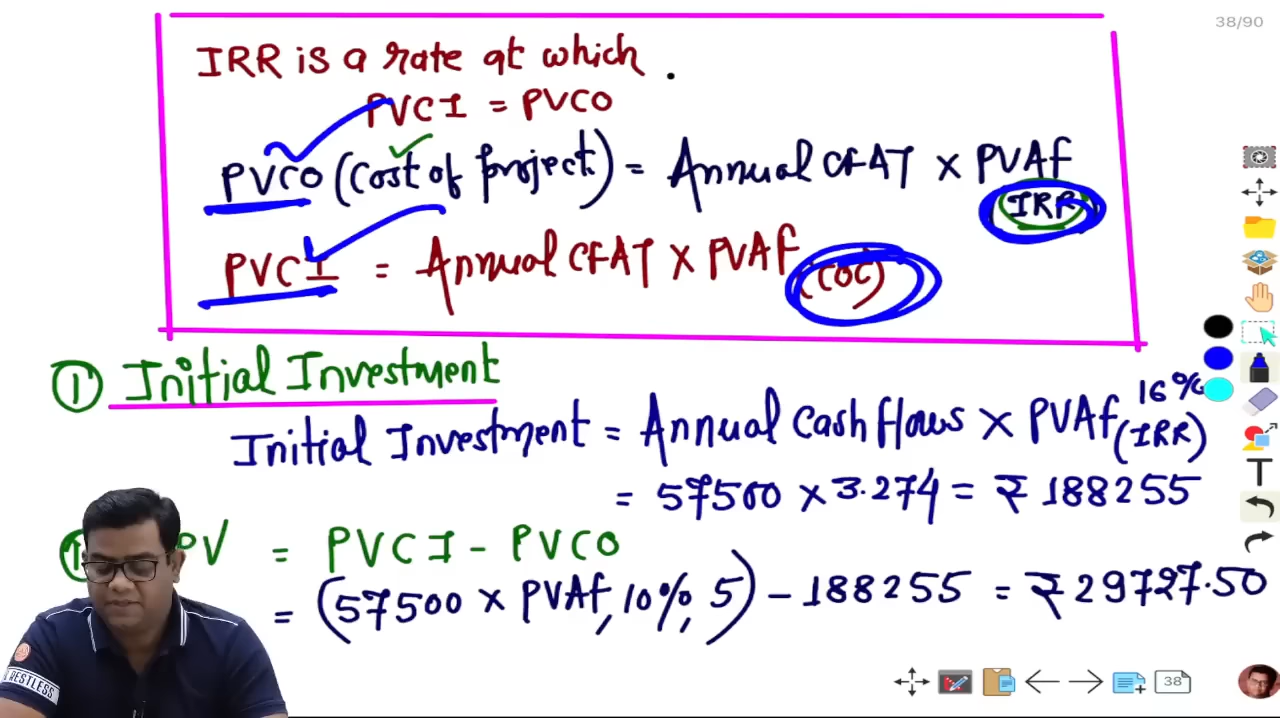 38/90
IRR is a rate at which
PVCI = PVCO
PVCO (Cost of project) = Annual CFAT × PVAf (IRR)
PVCI = Annual CFAT × PVAf (COC)
① Initial Investment
Initial Investment = Annual Cash flows × PVAf (IRR) 16%
= 57500 × 3.274 = ₹ 188255
PV = PVCI - PVCO
= (57500 × PVAf, 10%, 5) - 188255 = ₹ 29727.50
RESTLESS
38